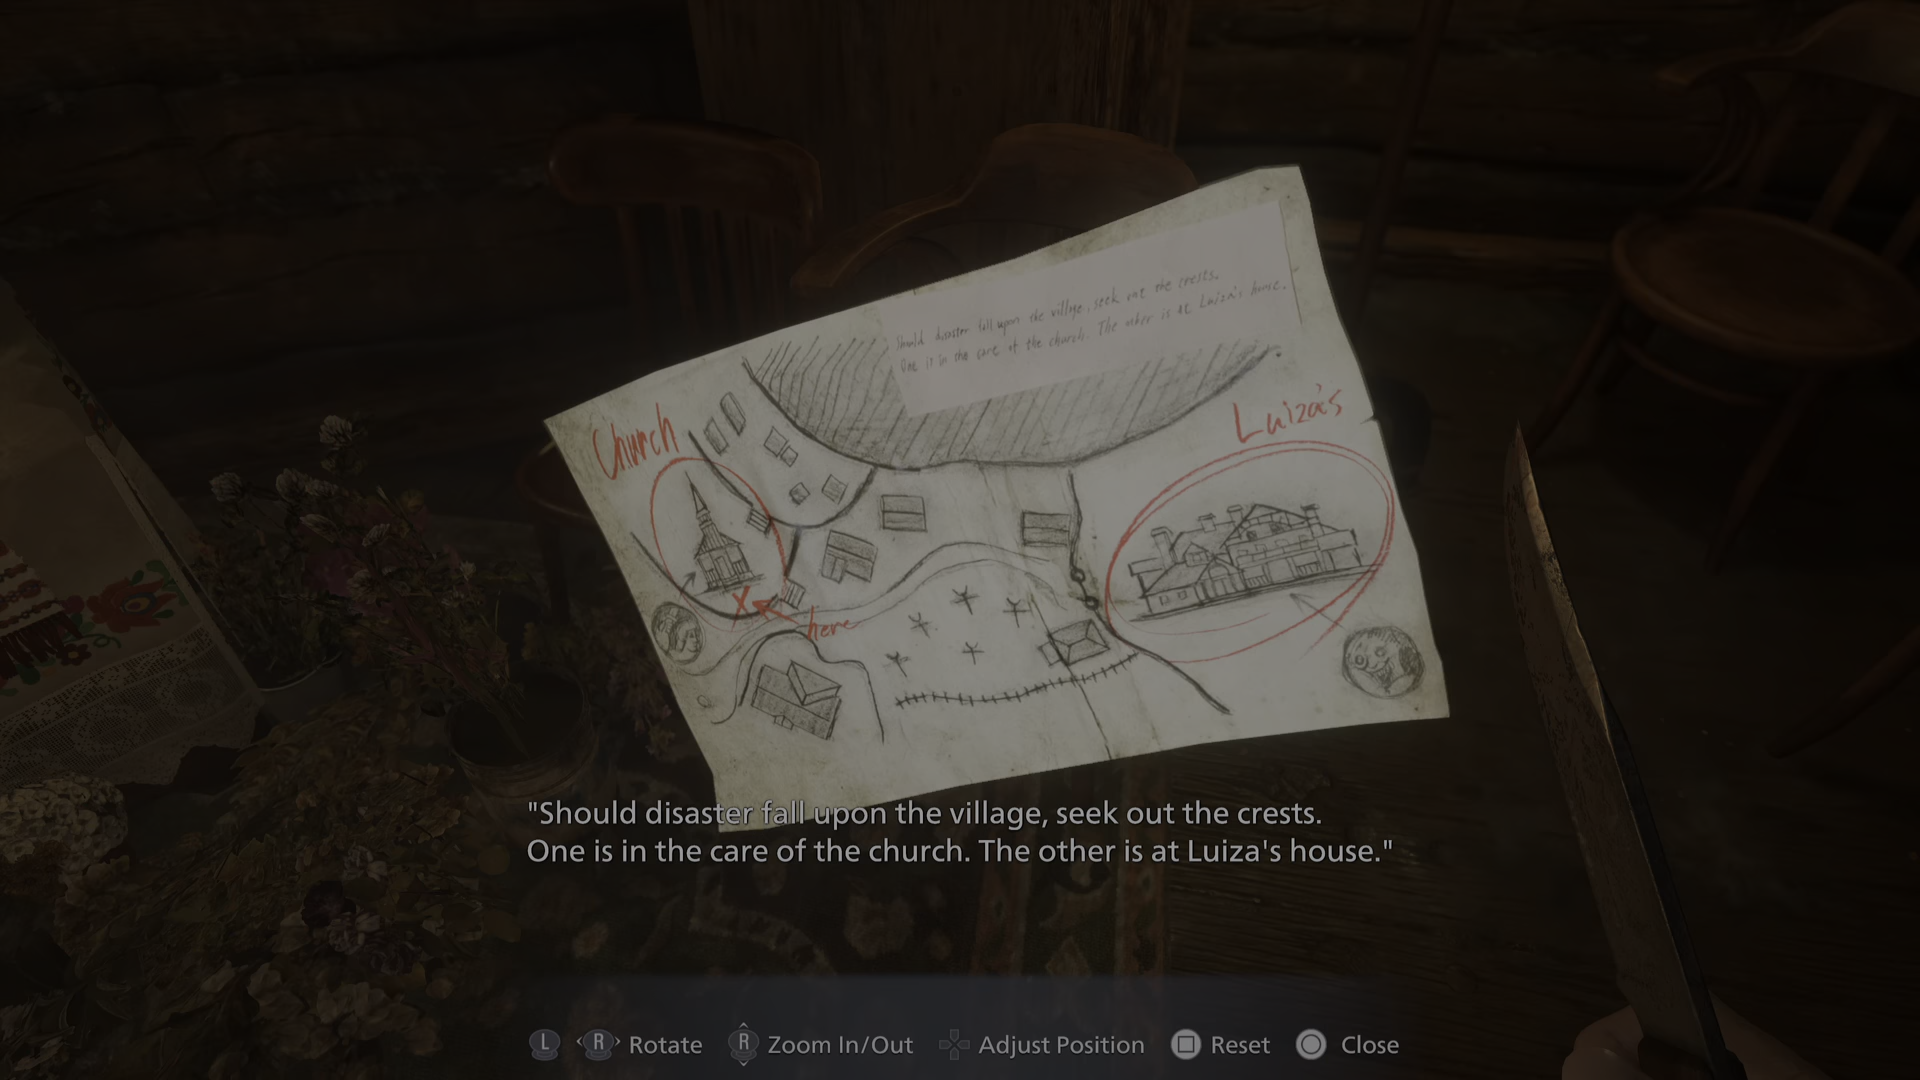 Should disaster fall upon the village, seek out the crests.
One is in the care of the church. The other is at Luiza's house.
Church
Luiza's
X
here
"Should disaster fall upon the village, seek out the crests.
One is in the care of the church. The other is at Luiza's house."
L R Rotate R Zoom In/Out Adjust Position Reset Close